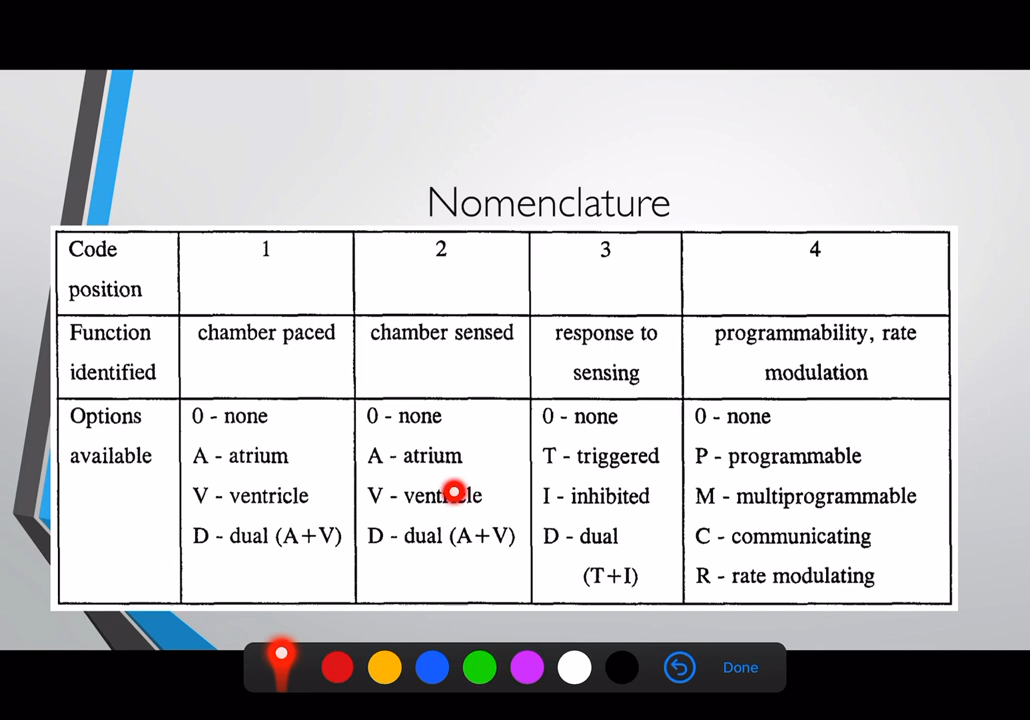 Nomenclature
Code position 1 2 3 4
Function identified chamber paced chamber sensed response to sensing programmability, rate modulation
Options available 0 - none 0 - none 0 - none 0 - none
A - atrium A - atrium T - triggered P - programmable
V - ventricle V - ventricle I - inhibited M - multiprogrammable
D - dual (A+V) D - dual (A+V) D - dual (T+I) C - communicating
R - rate modulating
Done